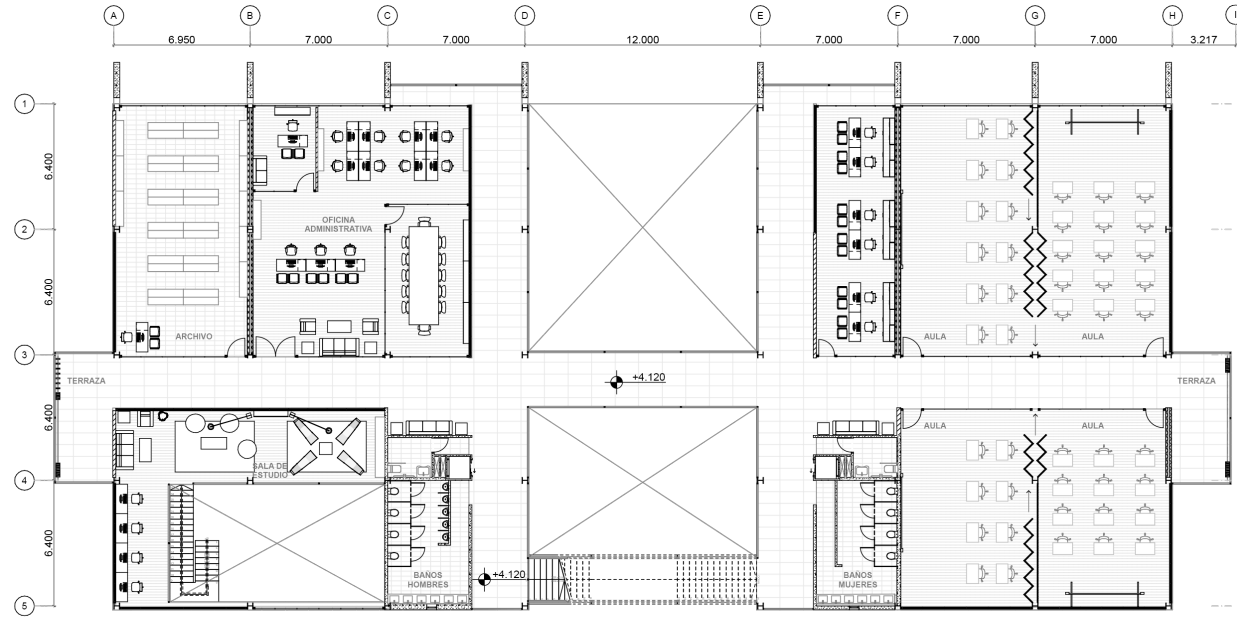 A B C D E F G H I
6.950 7.000 7.000 12.000 7.000 7.000 7.000 3.217
1
6.400
OFICINA
ADMINISTRATIVA
2
6.400
ARCHIVO
AULA
AULA
3
TERRAZA
+4.120
TERRAZA
6.400
AULA
AULA
SALA DE
ESTUDIO
4
6.400
BAÑOS
HOMBRES
+4.120
BAÑOS
MUJERES
5